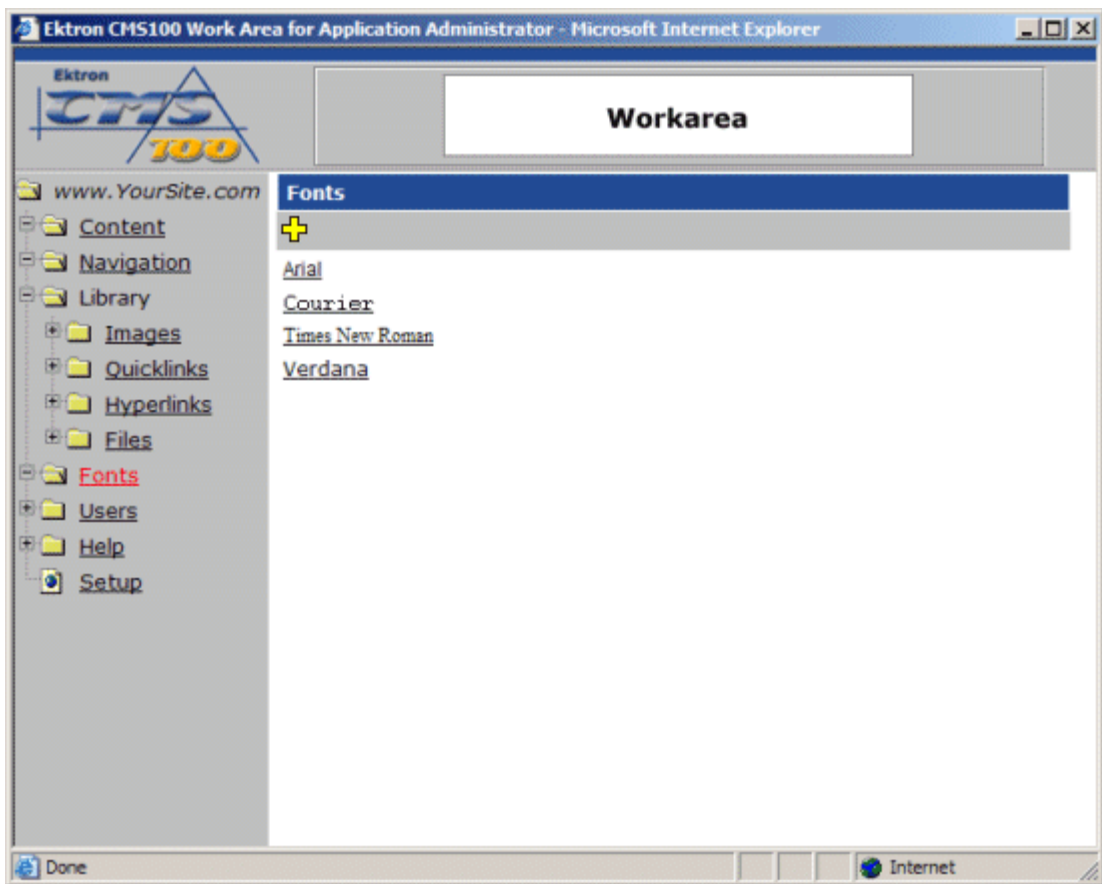 Ektron CMS100 Work Area for Application Administrator - Microsoft Internet Explorer
Ektron
CMS
100
Workarea
www.YourSite.com
Content
Navigation
Library
Images
Quicklinks
Hyperlinks
Files
Fonts
Users
Help
Setup
Fonts
Arial
Courier
Times New Roman
Verdana
Done
Internet